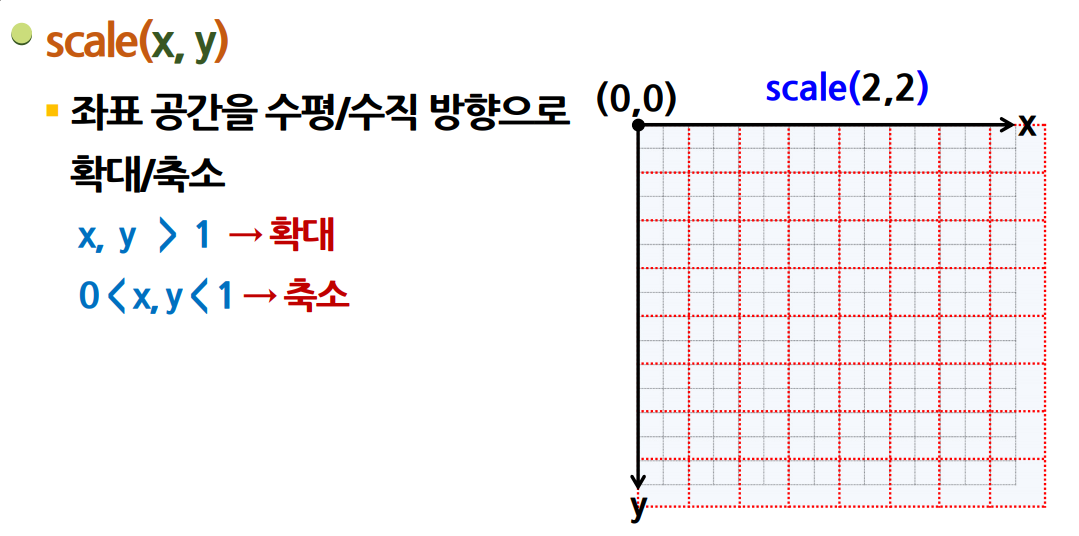 scale(x, y)
좌표 공간을 수평/수직 방향으로
확대/축소
x, y > 1 → 확대
0 < x, y < 1 → 축소
(0,0)
scale(2,2)
x
y